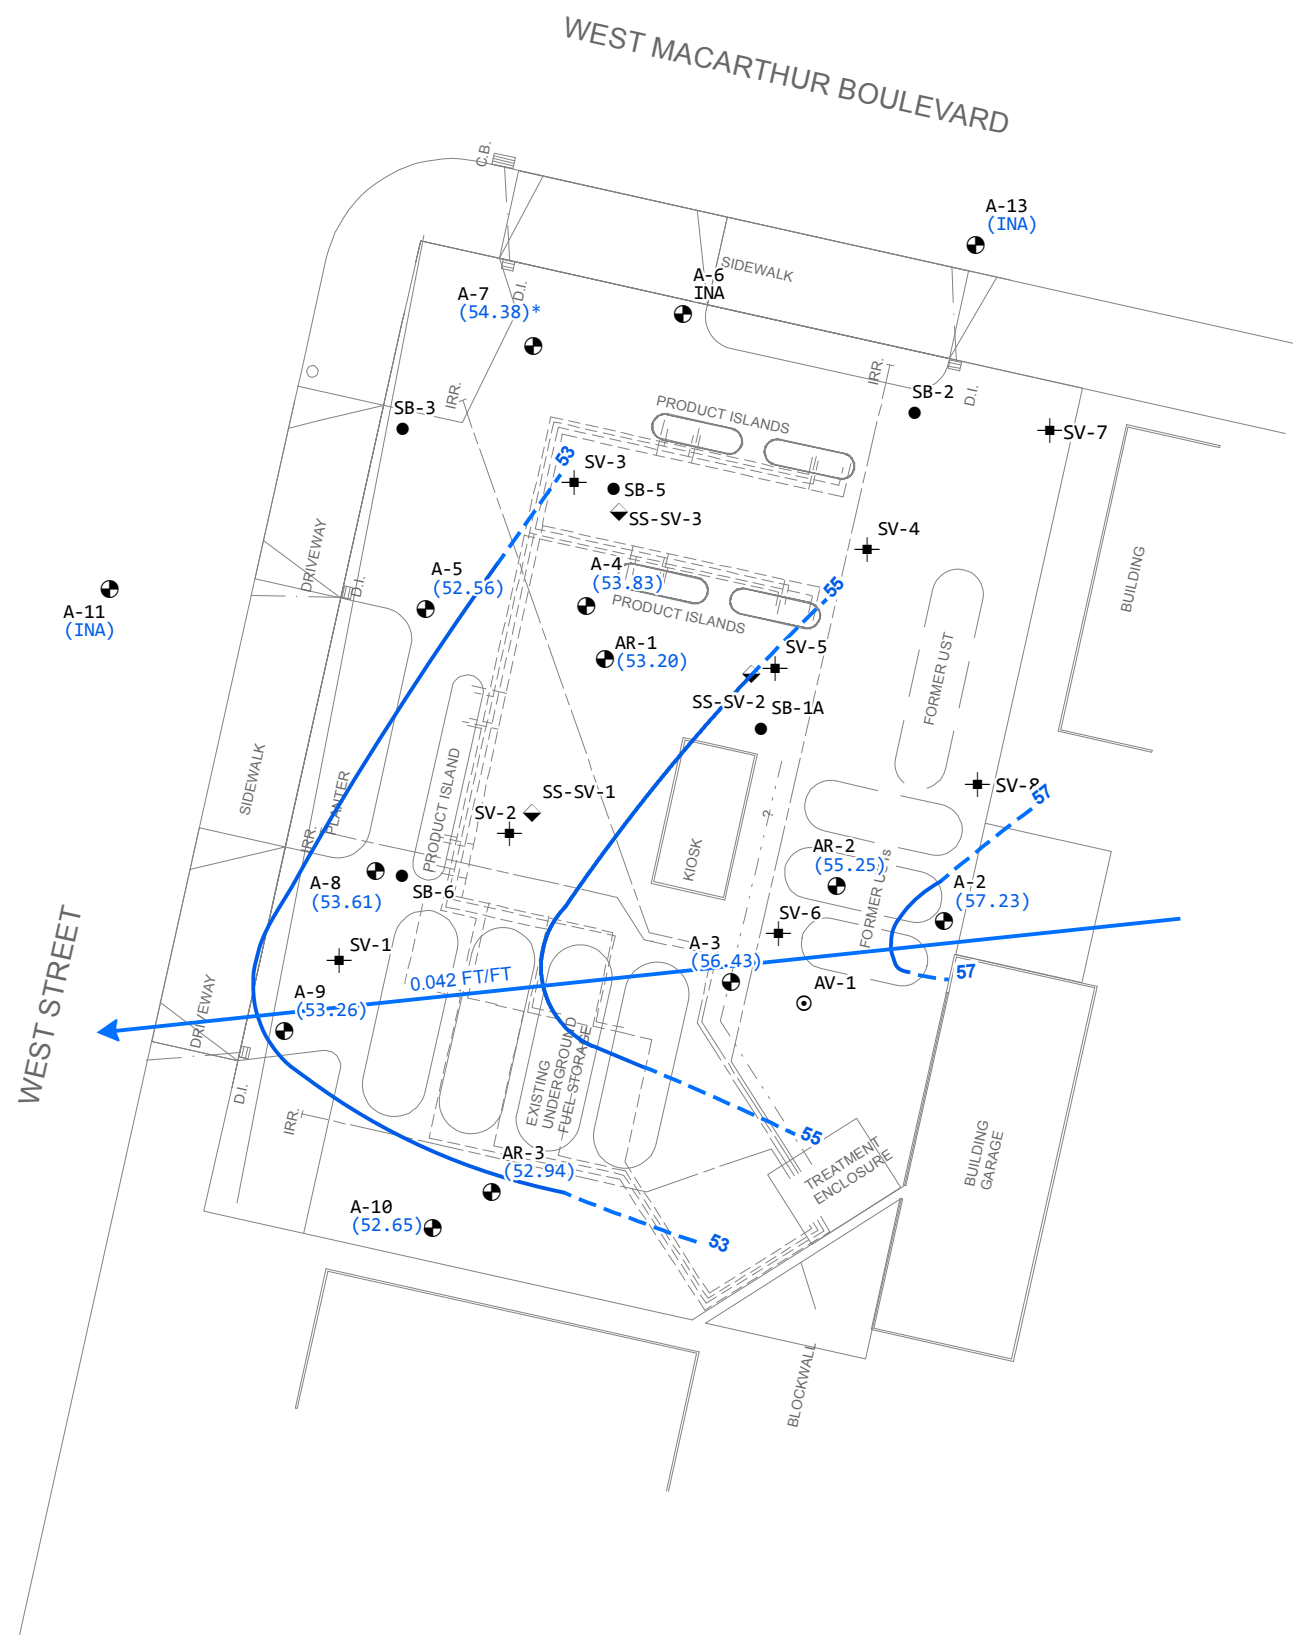 WEST MACARTHUR BOULEVARD
C.B.
A-13
(INA)
SIDEWALK
A-6
INA
A-7
(54.38)*
D.I.
IRR.
IRR.
D.I.
SB-2
SB-3
PRODUCT ISLANDS
SV-7
53
SV-3
SB-5
SS-SV-3
SV-4
DRIVEWAY
D.I.
A-5
(52.56)
A-4
(53.83)
PRODUCT ISLANDS
55
BUILDING
A-11
(INA)
AR-1
(53.20)
SV-5
SS-SV-2
SB-1A
FORMER UST
SIDEWALK
PLANTER
IRR.
PRODUCT ISLAND
SS-SV-1
SV-2
?
SV-8
57
KIOSK
AR-2
(55.25)
FORMER USTs
A-2
(57.23)
A-8
(53.61)
SB-6
SV-6
SV-1
A-3
(56.43)
57
0.042 FT/FT
AV-1
A-9
(53.26)
WEST STREET
DRIVEWAY
D.I.
IRR.
EXISTING
UNDERGROUND
FUEL STORAGE
55
AR-3
(52.94)
TREATMENT
ENCLOSURE
BUILDING
GARAGE
A-10
(52.65)
53
BLOCKWALL